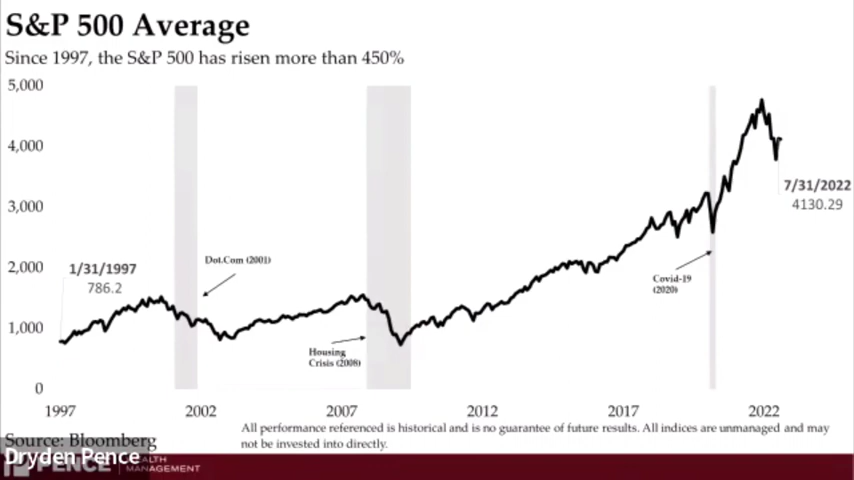 S&P 500 Average
Since 1997, the S&P 500 has risen more than 450%
5,000
4,000
3,000
2,000
1,000
0
1/31/1997
786.2
Dot.Com (2001)
Housing
Crisis (2008)
Covid-19
(2020)
7/31/2022
4130.29
1997 2002 2007 2012 2017 2022
All performance referenced is historical and is no guarantee of future results. All indices are unmanaged and may
not be invested into directly.
Source: Bloomberg
Dryden Pence
PENCE
MANAGEMENT